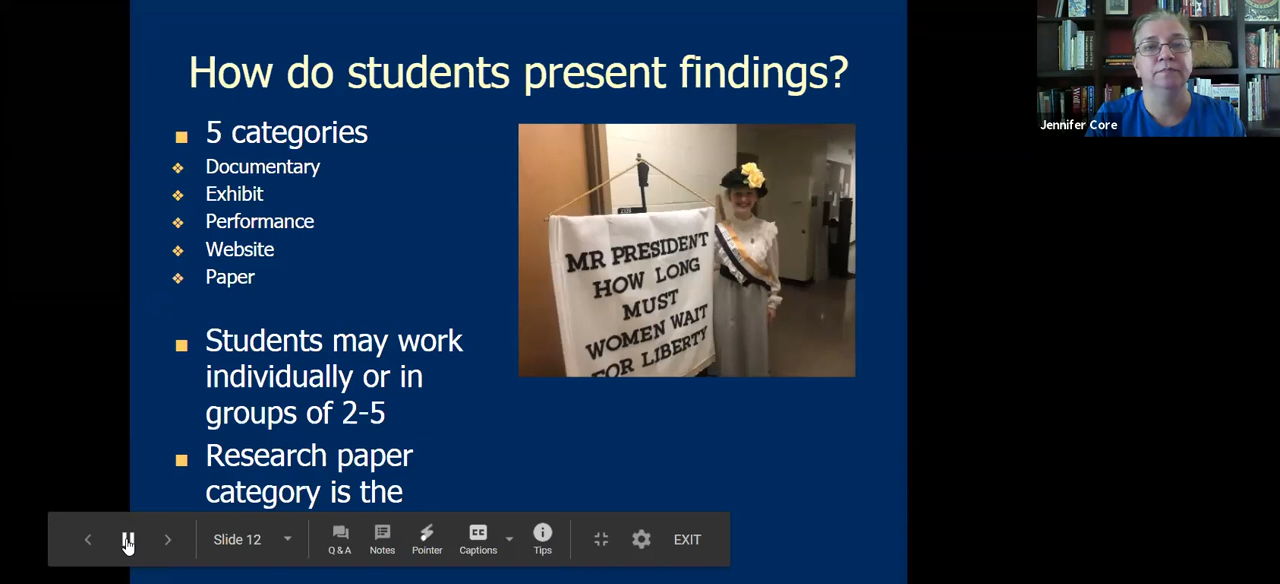 How do students present findings?
5 categories
Documentary
Exhibit
Performance
Website
Paper
Students may work
individually or in
groups of 2-5
Research paper
category is the
MR PRESIDENT
HOW LONG
MUST
WOMEN WAIT
FOR LIBERTY
Jennifer Core
Slide 12
Q & A
Notes
Pointer
CC
Captions
Tips
EXIT